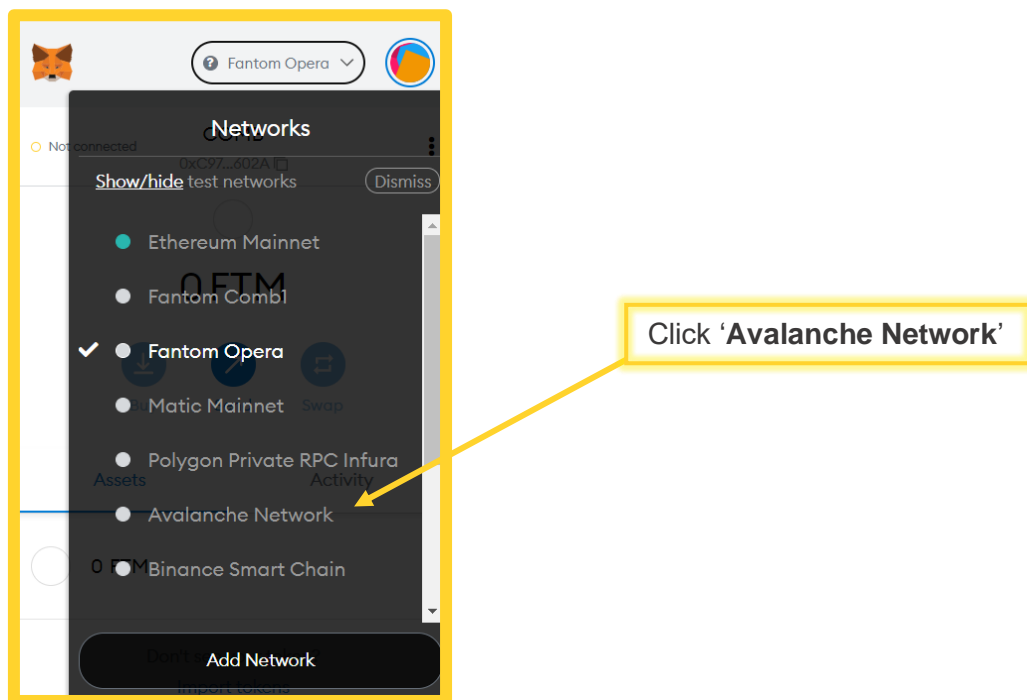 Fantom Opera
Networks
Not connected
0xC97...602A
Show/hide test networks
Dismiss
Ethereum Mainnet
0 FTM
Fantom Comb1
Fantom Opera
Matic Mainnet
Swap
Polygon Private RPC Infura
Assets
Activity
Avalanche Network
0 FTM
Binance Smart Chain
Add Network
Import tokens
Click ‘Avalanche Network’